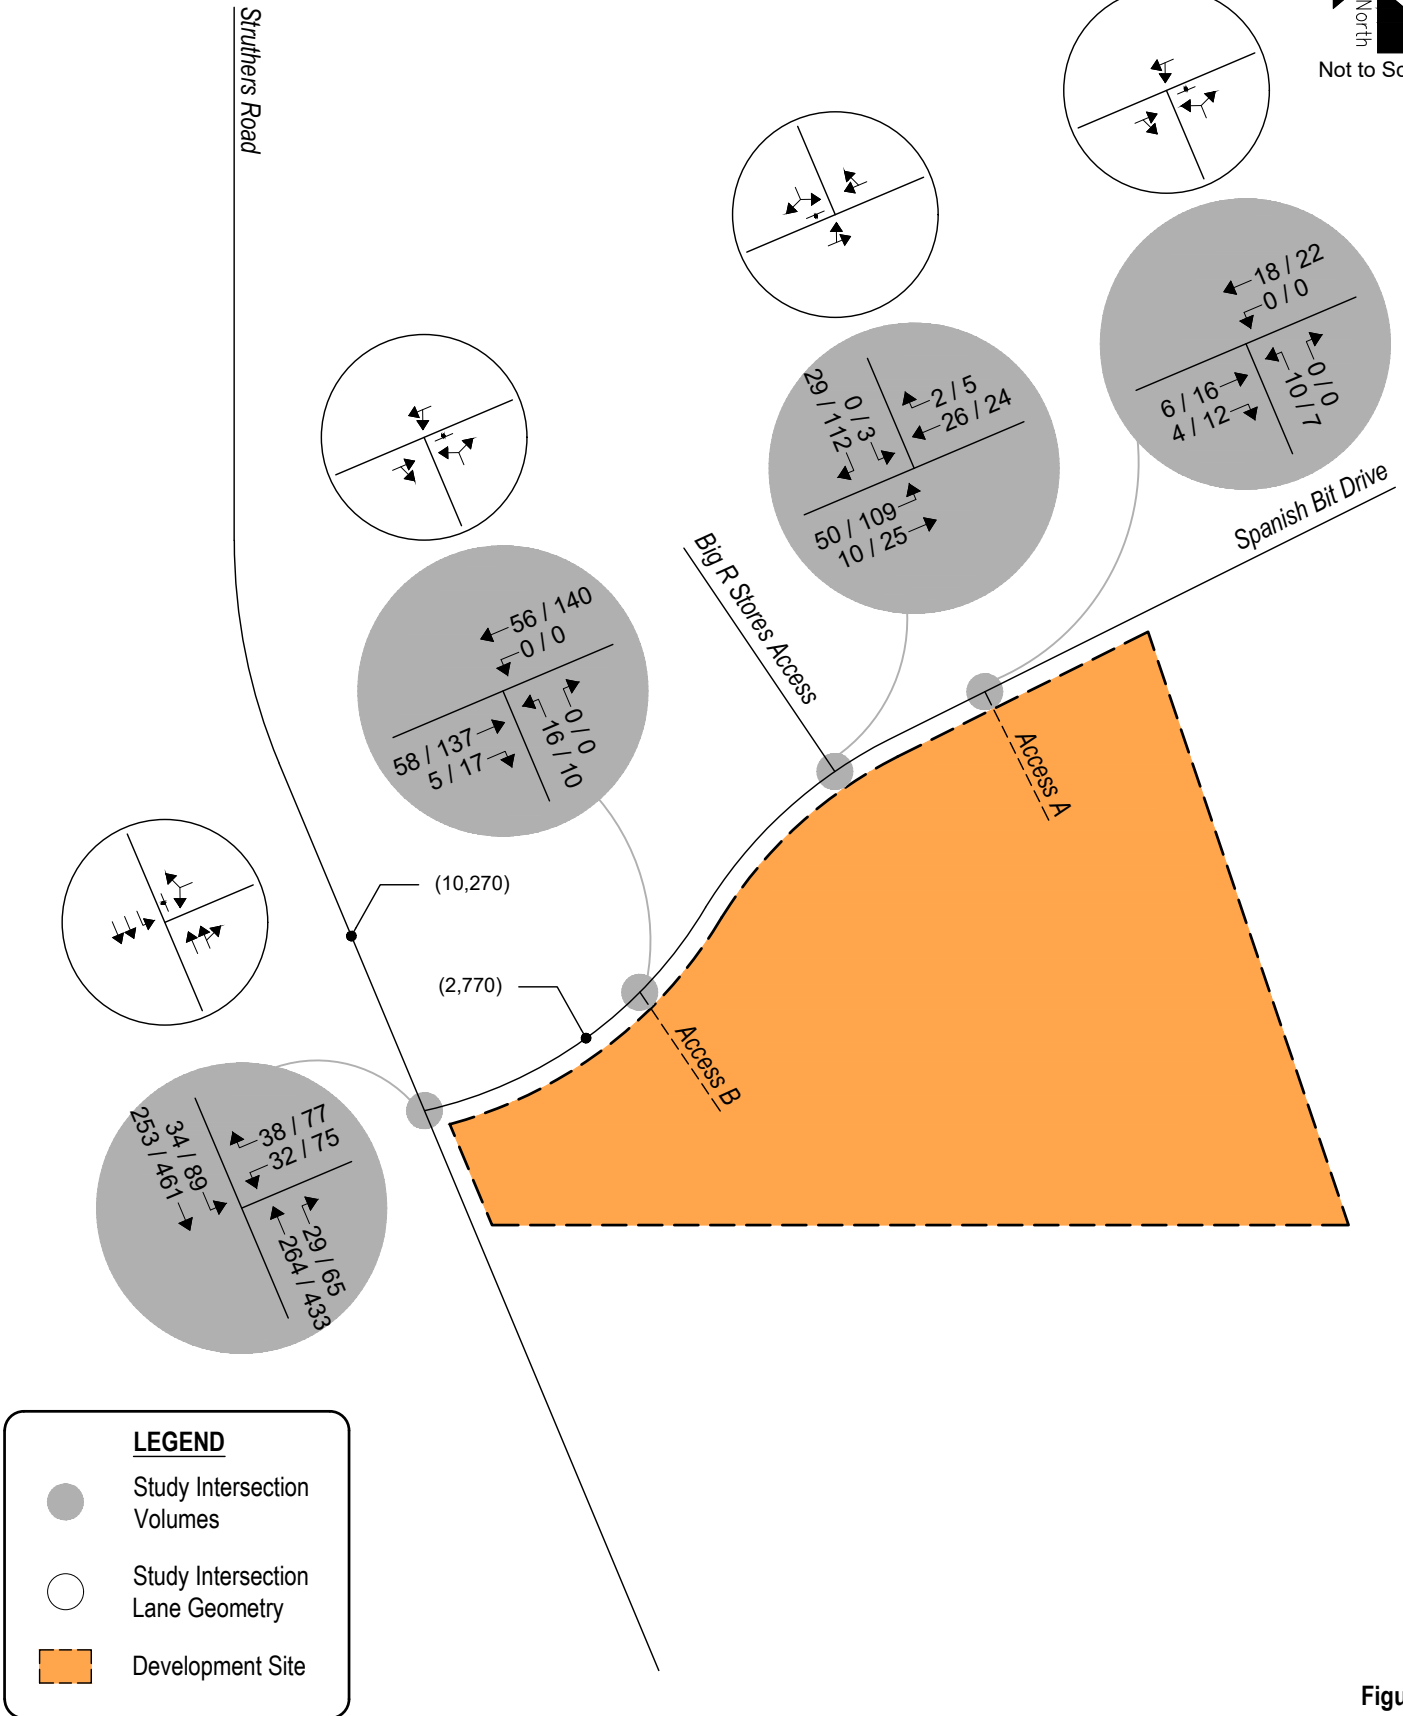 Struthers Road
North
Not to Sc
18 / 22
0 / 0
6 / 16
4 / 12
0 / 0
10 / 7
29 / 112
0 / 3
2 / 5
26 / 24
50 / 109
10 / 25
Spanish Bit Drive
Big R Stores Access
56 / 140
0 / 0
58 / 137
5 / 17
0 / 0
16 / 10
Access A
(10,270)
(2,770)
Access B
253 / 461
34 / 89
38 / 77
32 / 75
29 / 65
264 / 433
LEGEND
Study Intersection
Volumes
Study Intersection
Lane Geometry
Development Site
Figu